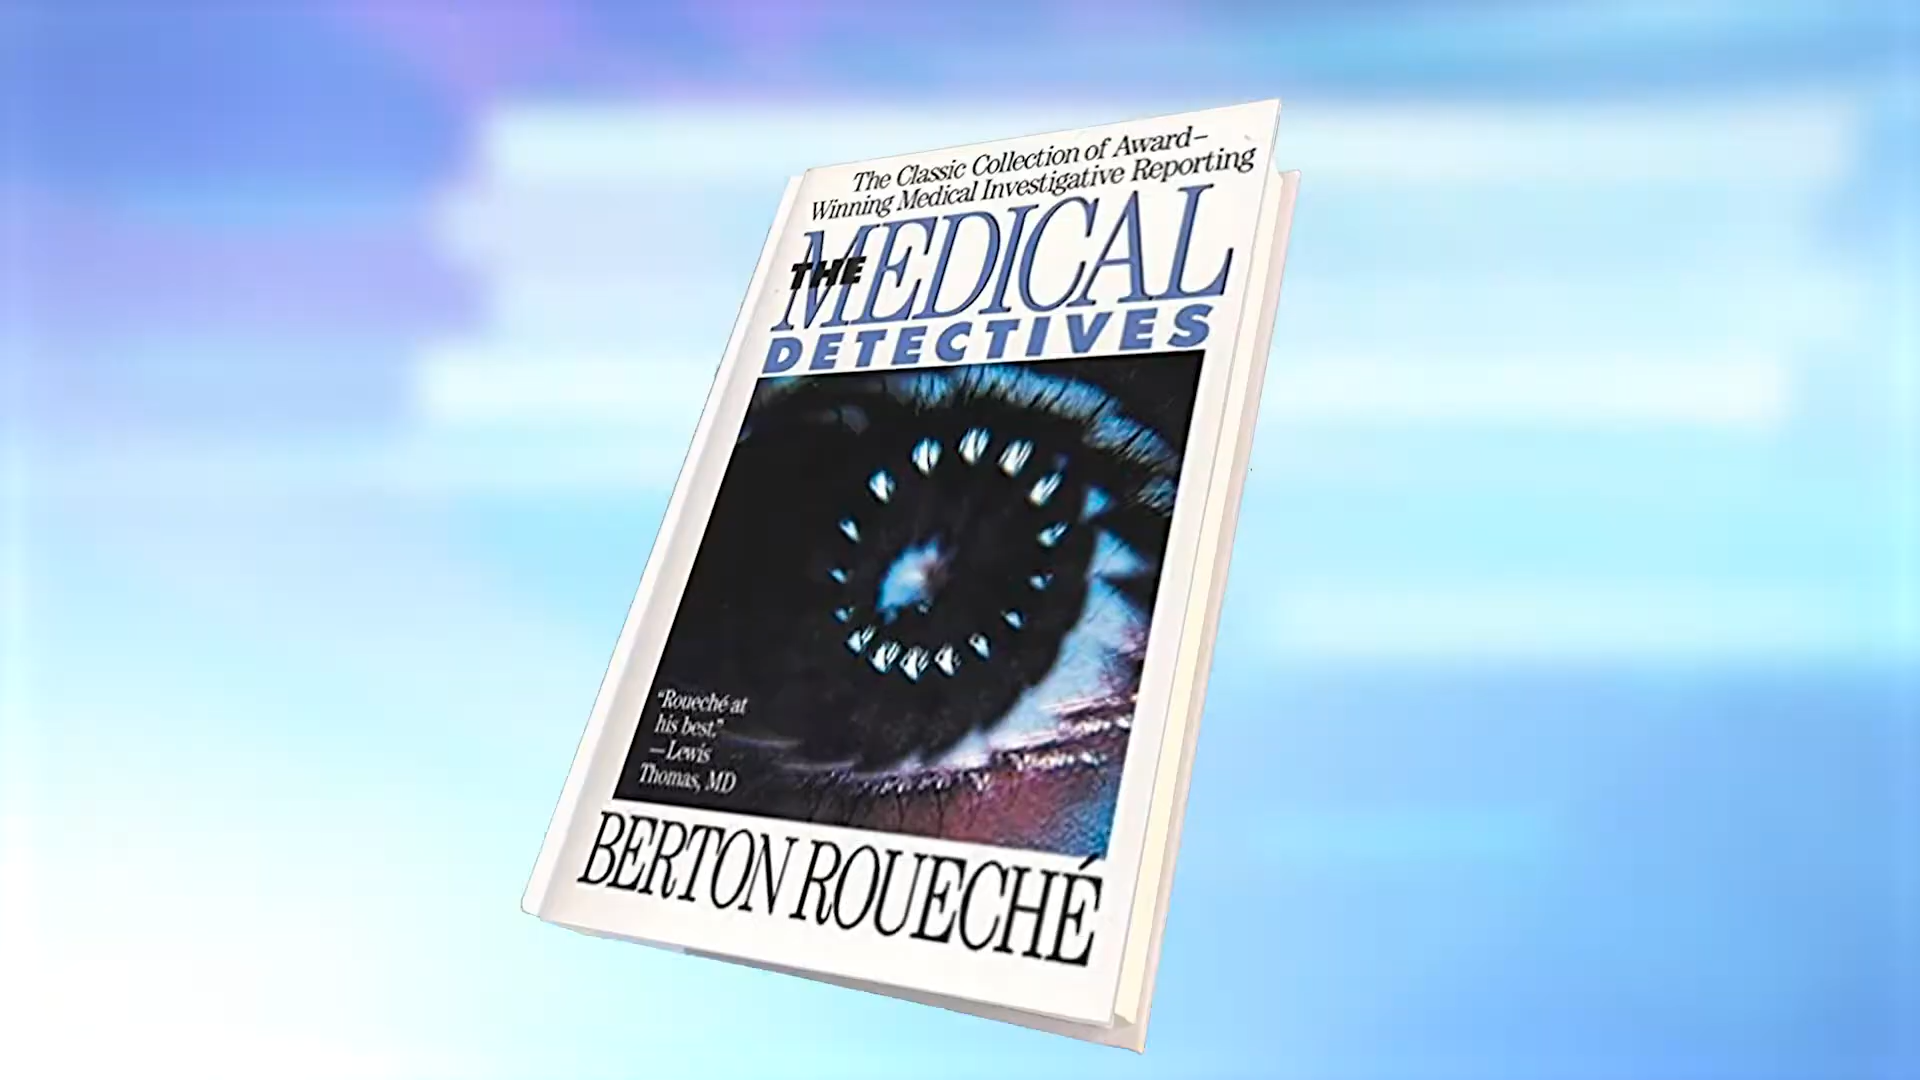 The Classic Collection of Award–
Winning Medical Investigative Reporting
THE MEDICAL
DETECTIVES
“Roueché at
his best.”
—Lewis
Thomas, MD
BERTON ROUECHÉ